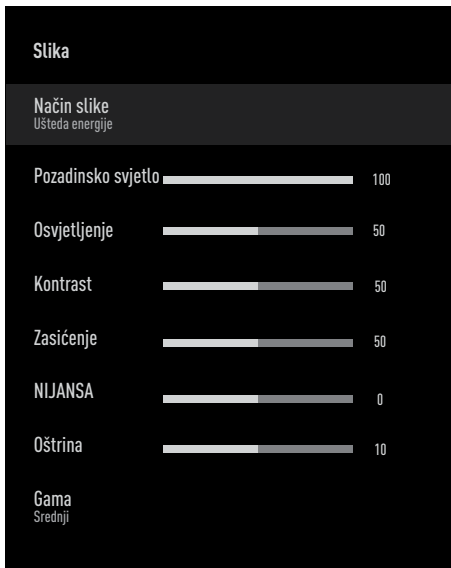 Slika
Način slike
Ušteda energije
Pozadinsko svjetlo 100
Osvjetljenje 50
Kontrast 50
Zasićenje 50
NIJANSA 0
Oštrina 10
Gama
Srednji